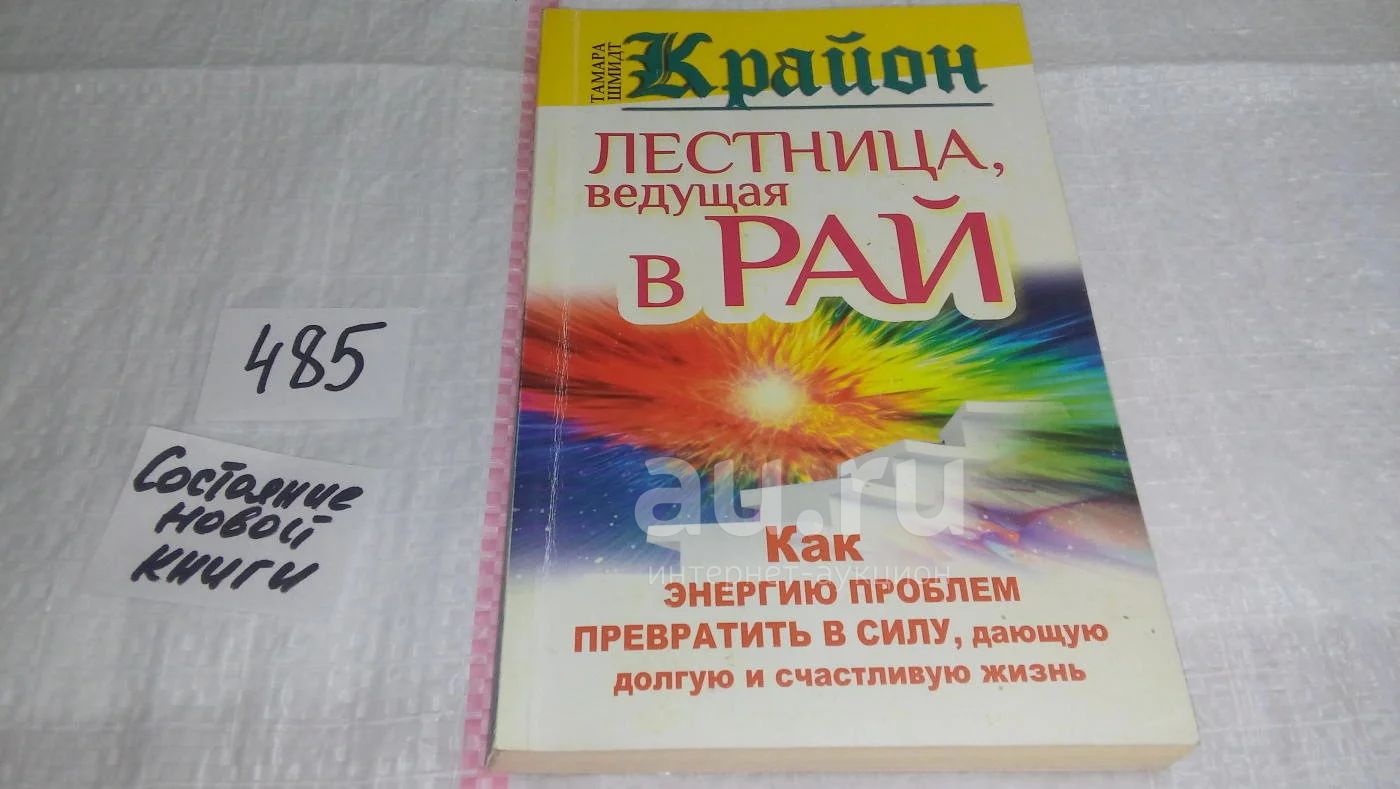 ТАМАРА
ШМИДТ
Крайон
ЛЕСТНИЦА,
ведущая
в РАЙ
485
Состояние
новой
книги
au.ru
интернет-аукцион
Как
ЭНЕРГИЮ ПРОБЛЕМ
ПРЕВРАТИТЬ В СИЛУ, дающую
долгую и счастливую жизнь